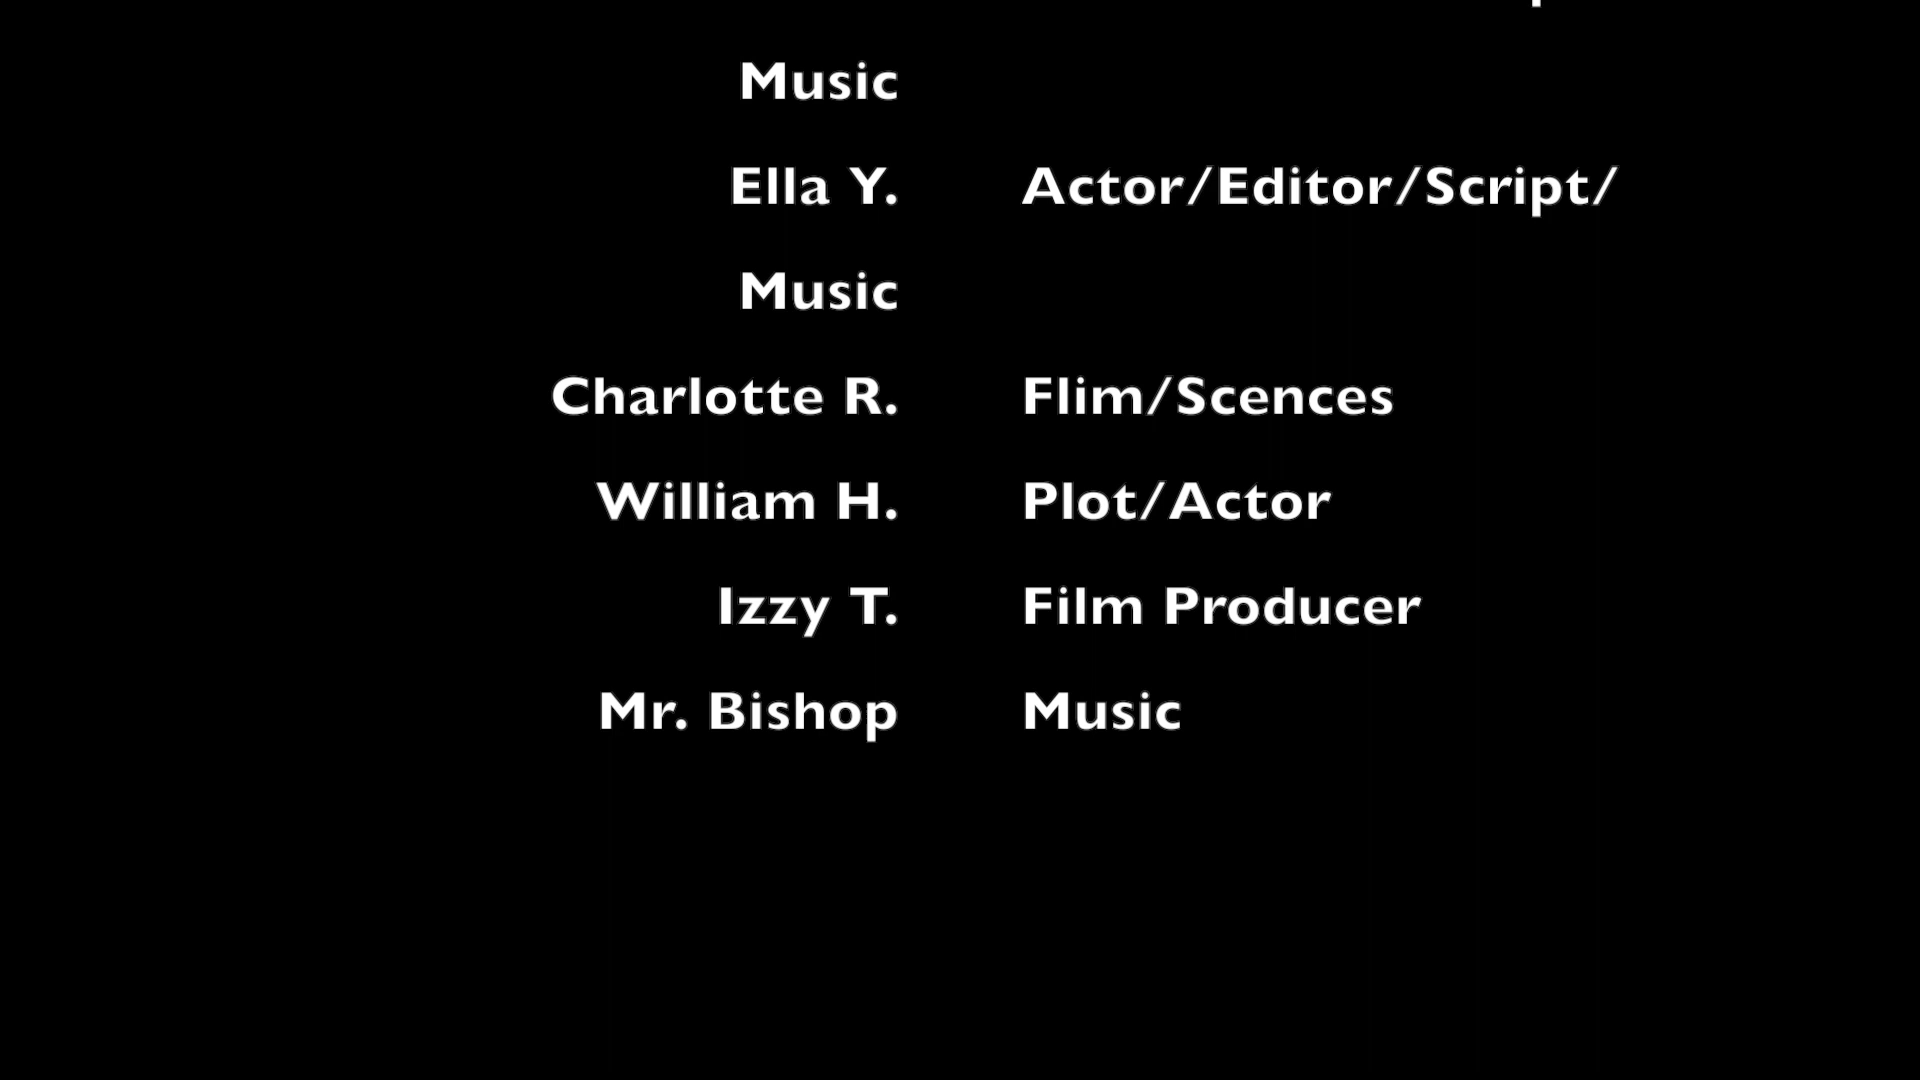 Music
Ella Y. Actor/Editor/Script/
Music
Charlotte R. Flim/Scences
William H. Plot/Actor
Izzy T. Film Producer
Mr. Bishop Music